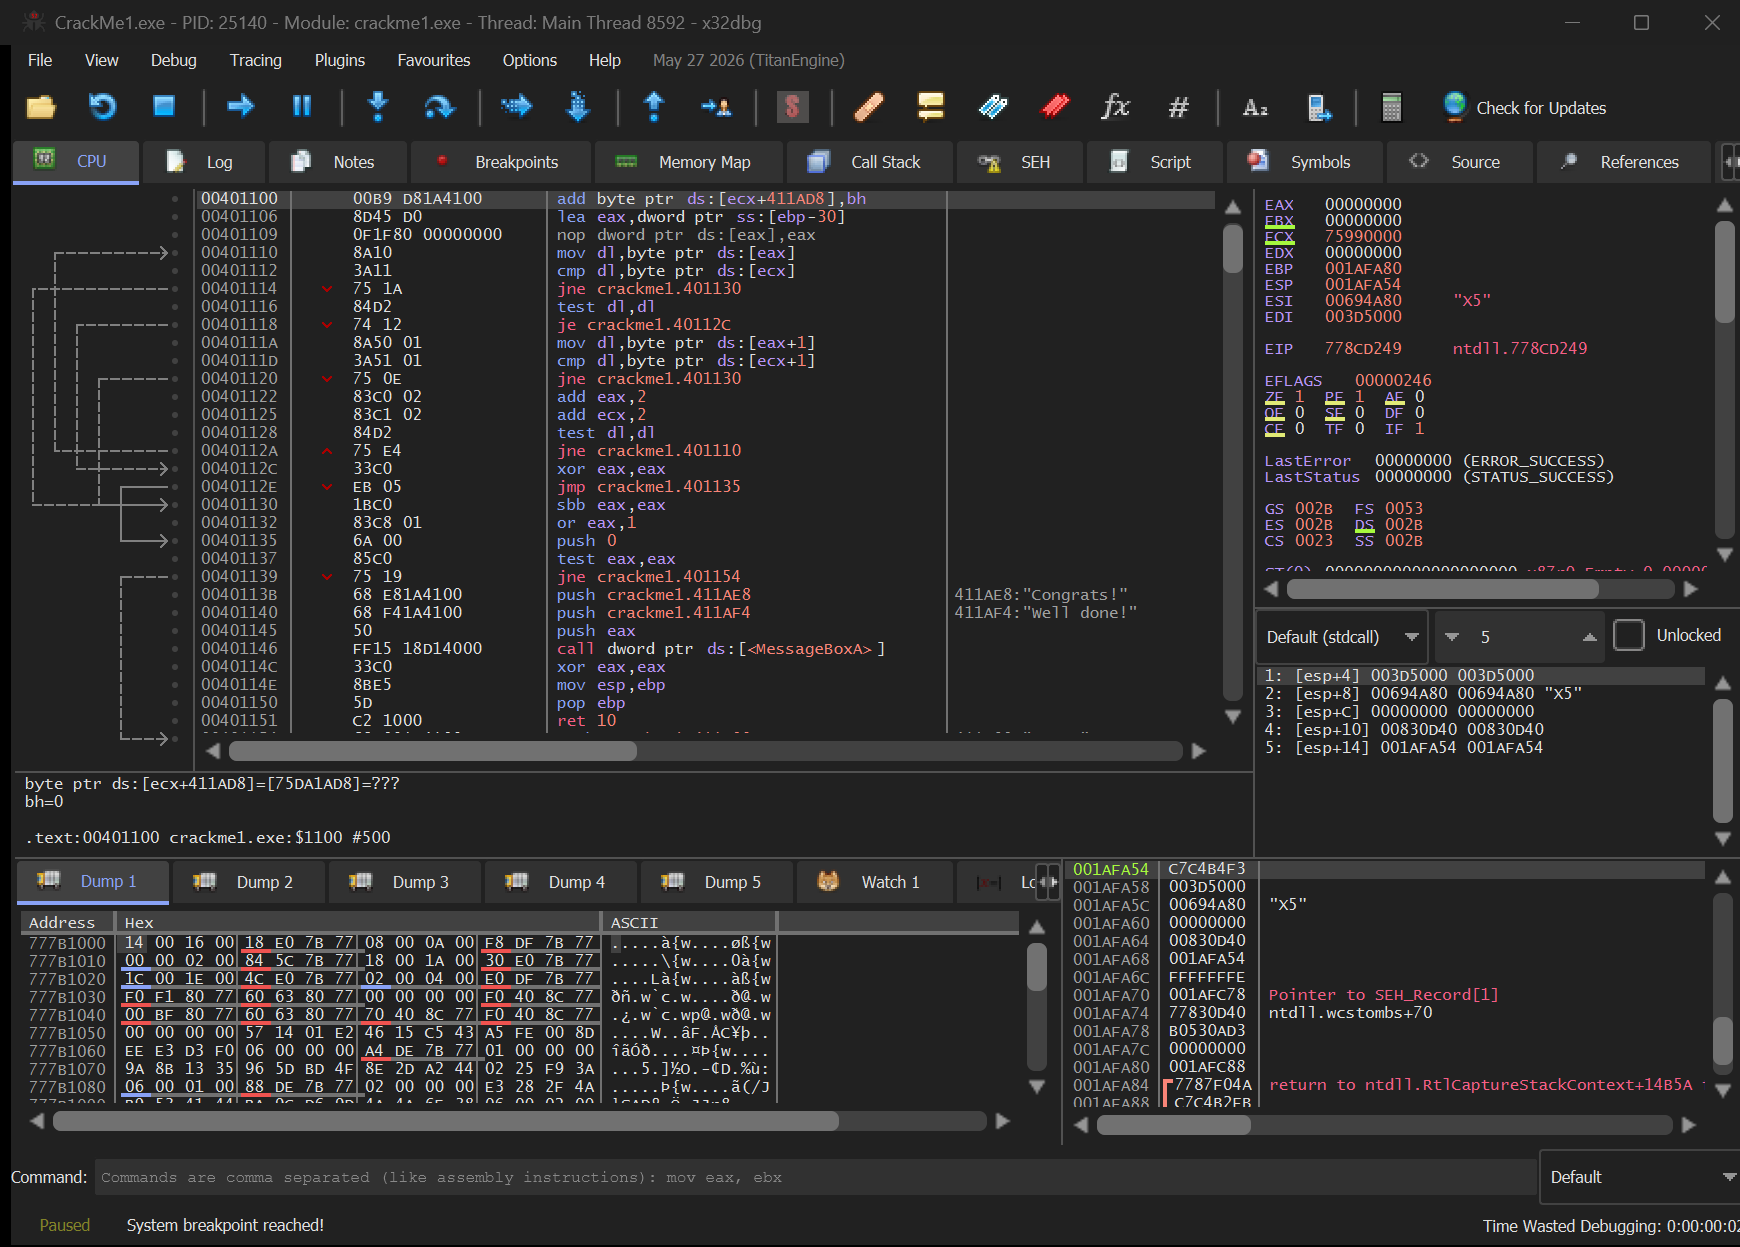 CrackMe1.exe - PID: 25140 - Module: crackme1.exe - Thread: Main Thread 8592 - x32dbg
File View Debug Tracing Plugins Favourites Options Help May 27 2026 (TitanEngine)
Check for Updates
CPU Log Notes Breakpoints Memory Map Call Stack SEH Script Symbols Source References
00401100 00B9 D81A4100 add byte ptr ds:[ecx+411AD8],bh
00401106 8D45 D0 lea eax,dword ptr ss:[ebp-30]
00401109 0F1F80 00000000 nop dword ptr ds:[eax],eax
00401110 8A10 mov dl,byte ptr ds:[eax]
00401112 3A11 cmp dl,byte ptr ds:[ecx]
00401114 75 1A jne crackme1.401130
00401116 84D2 test dl,dl
00401118 74 12 je crackme1.40112C
0040111A 8A50 01 mov dl,byte ptr ds:[eax+1]
0040111D 3A51 01 cmp dl,byte ptr ds:[ecx+1]
00401120 75 0E jne crackme1.401130
00401122 83C0 02 add eax,2
00401125 83C1 02 add ecx,2
00401128 84D2 test dl,dl
0040112A 75 E4 jne crackme1.401110
0040112C 33C0 xor eax,eax
0040112E EB 05 jmp crackme1.401135
00401130 1BC0 sbb eax,eax
00401132 83C8 01 or eax,1
00401135 6A 00 push 0
00401137 85C0 test eax,eax
00401139 75 19 jne crackme1.401154
0040113B 68 E81A4100 push crackme1.411AE8 411AE8:"Congrats!"
00401140 68 F41A4100 push crackme1.411AF4 411AF4:"Well done!"
00401145 50 push eax
00401146 FF15 18D14000 call dword ptr ds:[<MessageBoxA>]
0040114C 33C0 xor eax,eax
0040114E 8BE5 mov esp,ebp
00401150 5D pop ebp
00401151 C2 1000 ret 10
EAX 00000000
EBX 00000000
ECX 75990000
EDX 00000000
EBP 001AFA80
ESP 001AFA54
ESI 00694A80 "X5"
EDI 003D5000
EIP 778CD249 ntdll.778CD249
EFLAGS 00000246
ZF 1 PF 1 AF 0
OF 0 SF 0 DF 0
CF 0 TF 0 IF 1
LastError 00000000 (ERROR_SUCCESS)
LastStatus 00000000 (STATUS_SUCCESS)
GS 002B FS 0053
ES 002B DS 002B
CS 0023 SS 002B
Default (stdcall) 5 Unlocked
1: [esp+4] 003D5000 003D5000
2: [esp+8] 00694A80 00694A80 "X5"
3: [esp+C] 00000000 00000000
4: [esp+10] 00830D40 00830D40
5: [esp+14] 001AFA54 001AFA54
byte ptr ds:[ecx+411AD8]=[75DA1AD8]=???
bh=0
.text:00401100 crackme1.exe:$1100 #500
Dump 1 Dump 2 Dump 3 Dump 4 Dump 5 Watch 1
Address Hex ASCII
777B1000 14 00 16 00 18 E0 7B 77 08 00 0A 00 F8 DF 7B 77 .....à{w....øß{w
777B1010 00 00 02 00 84 5C 7B 77 18 00 1A 00 30 E0 7B 77 .....\{w....0à{w
777B1020 1C 00 1E 00 4C E0 7B 77 02 00 04 00 E0 DF 7B 77 ....Là{w....àß{w
777B1030 F0 F1 80 77 60 63 80 77 00 00 00 00 F0 40 8C 77 ðñ.w`c.w....ð@.w
777B1040 00 BF 80 77 60 63 80 77 70 40 8C 77 F0 40 8C 77 .¿.w`c.wp@.wð@.w
777B1050 00 00 00 00 57 14 01 E2 46 15 C5 43 A5 FE 00 8D ....W..âF.ÅC¥þ..
777B1060 EE E3 D3 F0 06 00 00 00 A4 DE 7B 77 01 00 00 00 îãÓð....¤Þ{w....
777B1070 9A 8B 13 35 96 5D BD 4F 8E 2D A2 44 02 25 F9 3A ...5.]½O.-¢D.%ù:
777B1080 06 00 01 00 88 DE 7B 77 02 00 00 00 E3 28 2F 4A .....Þ{w....ã(/J
001AFA54 C7C4B4F3
001AFA58 003D5000
001AFA5C 00694A80 "X5"
001AFA60 00000000
001AFA64 00830D40
001AFA68 001AFA54
001AFA6C FFFFFFFE
001AFA70 001AFC78 Pointer to SEH_Record[1]
001AFA74 77830D40 ntdll.wcstombs+70
001AFA78 B0530AD3
001AFA7C 00000000
001AFA80 001AFC88
001AFA84 7787F04A return to ntdll.RtlCaptureStackContext+14B5A
001AFA88 C7C4B2EB
Command: Commands are comma separated (like assembly instructions): mov eax, ebx Default
Paused System breakpoint reached! Time Wasted Debugging: 0:00:00:02